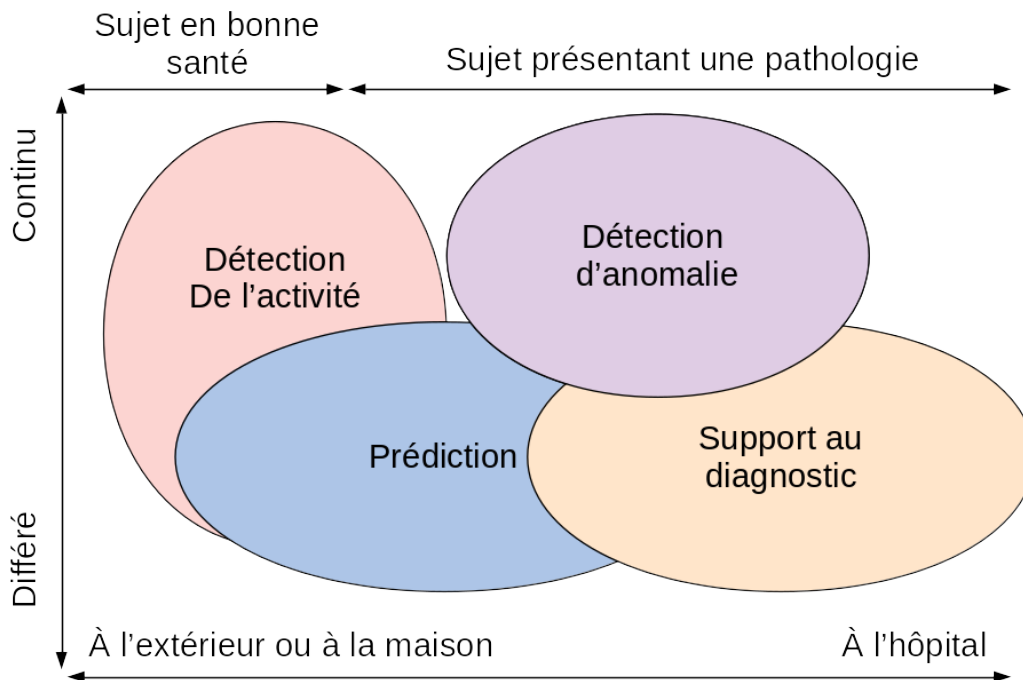 Sujet en bonne
santé
Sujet présentant une pathologie
Continu
Détection
De l’activité
Détection
d’anomalie
Prédiction
Support au
diagnostic
Différé
À l’extérieur ou à la maison
À l’hôpital